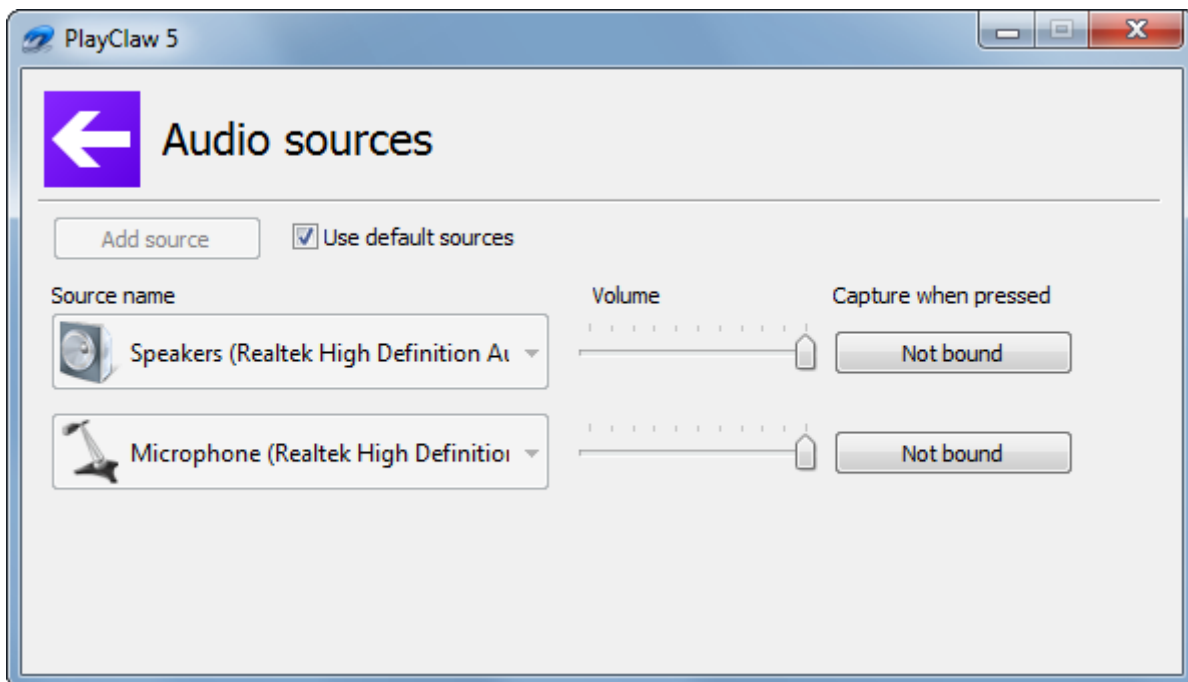 PlayClaw 5
Audio sources
Add source
Use default sources
Source name Volume Capture when pressed
Speakers (Realtek High Definition Au Not bound
Microphone (Realtek High Definition Not bound